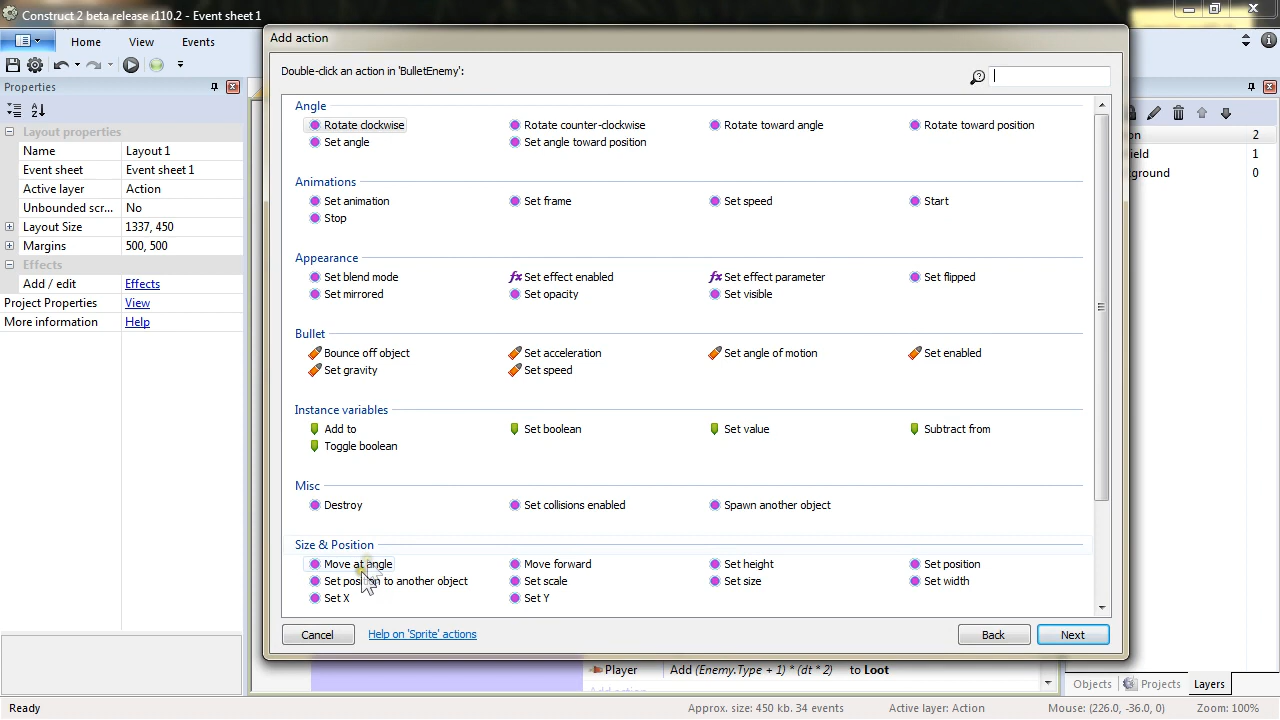 Construct 2 beta release r110.2 - Event sheet 1
Home View Events
Properties
Layout properties
Name Layout 1
Event sheet Event sheet 1
Active layer Action
Unbounded scr... No
Layout Size 1337, 450
Margins 500, 500
Effects
Add / edit Effects
Project Properties View
More information Help
Add action
Double-click an action in 'BulletEnemy':
Angle
Rotate clockwise Rotate counter-clockwise Rotate toward angle Rotate toward position
Set angle Set angle toward position
Animations
Set animation Set frame Set speed Start
Stop
Appearance
Set blend mode Set effect enabled Set effect parameter Set flipped
Set mirrored Set opacity Set visible
Bullet
Bounce off object Set acceleration Set angle of motion Set enabled
Set gravity Set speed
Instance variables
Add to Set boolean Set value Subtract from
Toggle boolean
Misc
Destroy Set collisions enabled Spawn another object
Size & Position
Move at angle Move forward Set height Set position
Set position to another object Set scale Set size Set width
Set X Set Y
Cancel Help on 'Sprite' actions Back Next
on 2
ield 1
ground 0
Player Add (Enemy.Type + 1) * (dt * 2) to Loot
Add action
Objects Projects Layers
Ready Approx. size: 450 kb. 34 events Active layer: Action Mouse: (226.0, -36.0, 0) Zoom: 100%